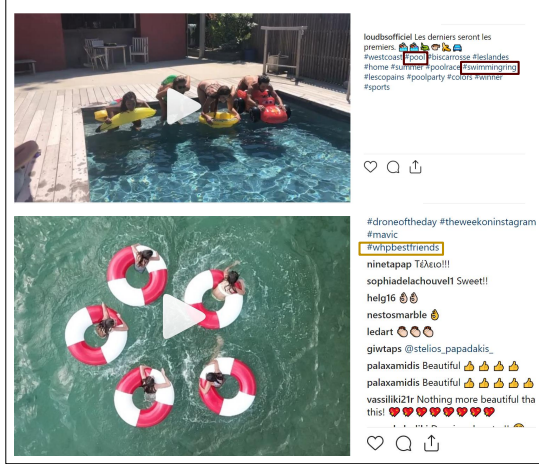 loudbsofficiel Les derniers seront les
premiers.
#westcoast #pool #biscarrosse #leslandes
#home #summer #poolrace #swimmingring
#lescopains #poolparty #colors #winner
#sports
#droneoftheday #theweekoninstagram
#mavic
#whpbestfriends
ninetapap Τέλειο!!!
sophiadelachouvel1 Sweet!!
helg16 👌👌
nestosmarble 👌
ledart 👏👏👏
giwtaps @stelios_papadakis_
palaxamidis Beautiful 👍👍👍👍
palaxamidis Beautiful 👍👍👍👍👍
vassiliki21r Nothing more beautiful tha
this! 💖💖💖💖💖💖💖